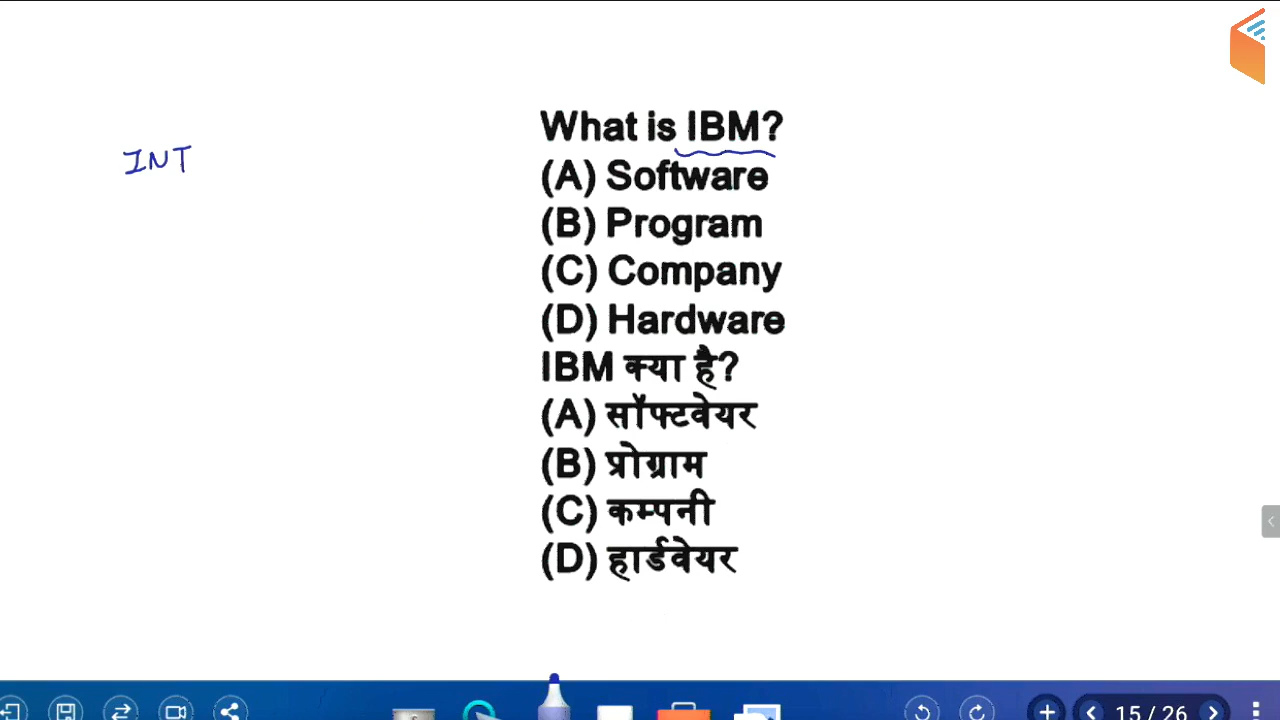 INT
What is IBM?
(A) Software
(B) Program
(C) Company
(D) Hardware
IBM क्या है?
(A) सॉफ्टवेयर
(B) प्रोग्राम
(C) कम्पनी
(D) हार्डवेयर
15 / 26